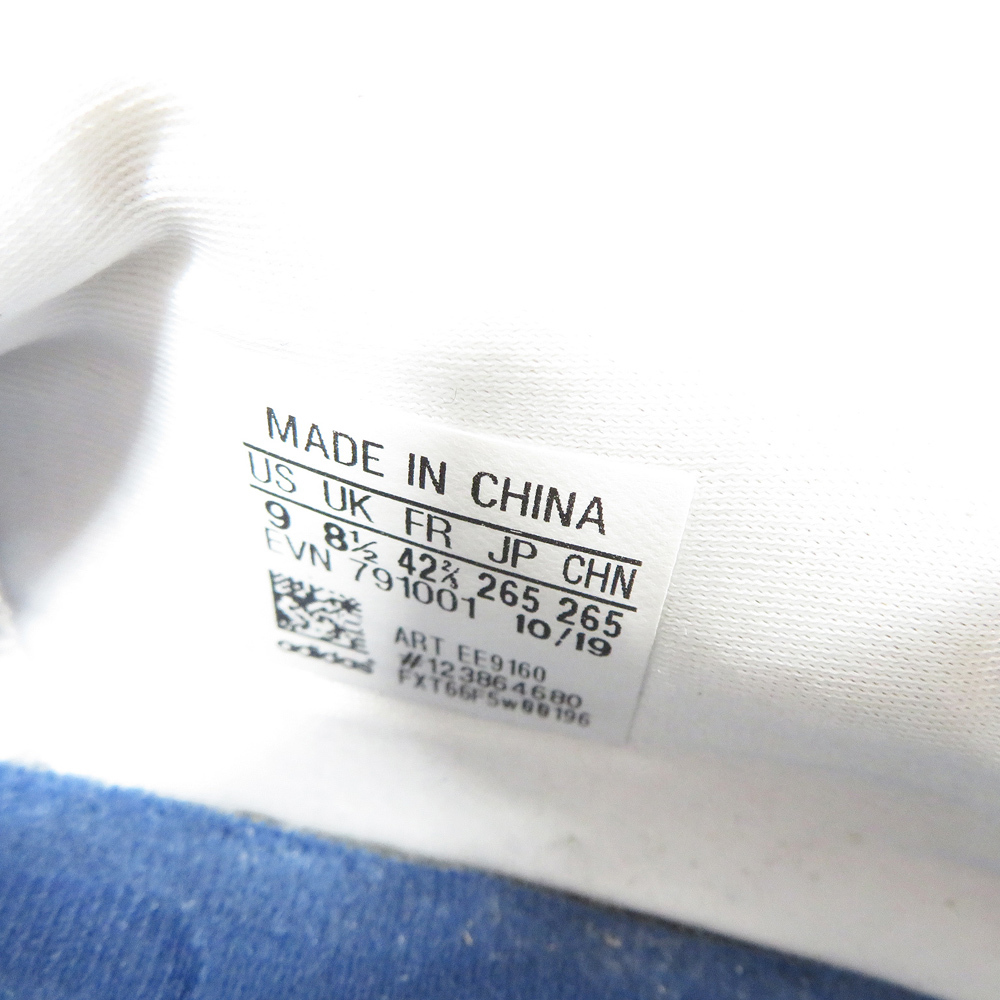 MADE IN CHINA
US UK FR JP CHN
9 8½ 42⅔ 265 265
EVN 791001 10/19
ART EE9160
#123864680
FXT66F5w00196
adidas